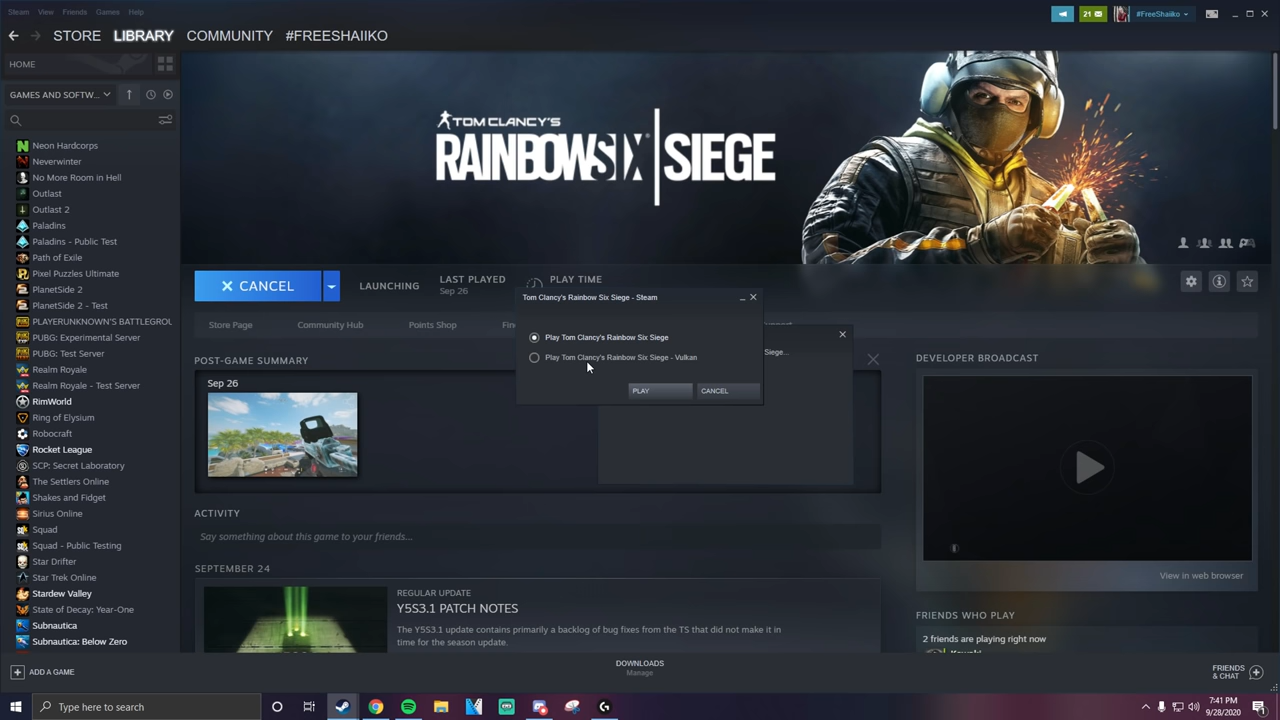 Steam View Friends Games Help
21
#FreeShaiiko
STORE LIBRARY COMMUNITY #FREESHAIIKO
HOME
GAMES AND SOFTW...
Neon Hardcorps
Neverwinter
No More Room in Hell
Outlast
Outlast 2
Paladins
Paladins - Public Test
Path of Exile
Pixel Puzzles Ultimate
PlanetSide 2
PlanetSide 2 - Test
PLAYERUNKNOWN'S BATTLEGROU
PUBG: Experimental Server
PUBG: Test Server
Realm Royale
Realm Royale - Test Server
RimWorld
Ring of Elysium
Robocraft
Rocket League
SCP: Secret Laboratory
The Settlers Online
Shakes and Fidget
Sirius Online
Squad
Squad - Public Testing
Star Drifter
Star Trek Online
Stardew Valley
State of Decay: Year-One
Subnautica
Subnautica: Below Zero
TOM CLANCY'S
RAINBOWSIX | SIEGE
CANCEL
LAUNCHING
LAST PLAYED
Sep 26
PLAY TIME
Store Page
Community Hub
Points Shop
Tom Clancy's Rainbow Six Siege - Steam
Play Tom Clancy's Rainbow Six Siege
Play Tom Clancy's Rainbow Six Siege - Vulkan
PLAY
CANCEL
Siege...
POST-GAME SUMMARY
Sep 26
ACTIVITY
Say something about this game to your friends...
SEPTEMBER 24
REGULAR UPDATE
Y5S3.1 PATCH NOTES
The Y5S3.1 update contains primarily a backlog of bug fixes from the TS that did not make it in
time for the season update.
DEVELOPER BROADCAST
View in web browser
FRIENDS WHO PLAY
2 friends are playing right now
ADD A GAME
DOWNLOADS
Manage
FRIENDS
& CHAT
Type here to search
7:41 PM
9/28/2020